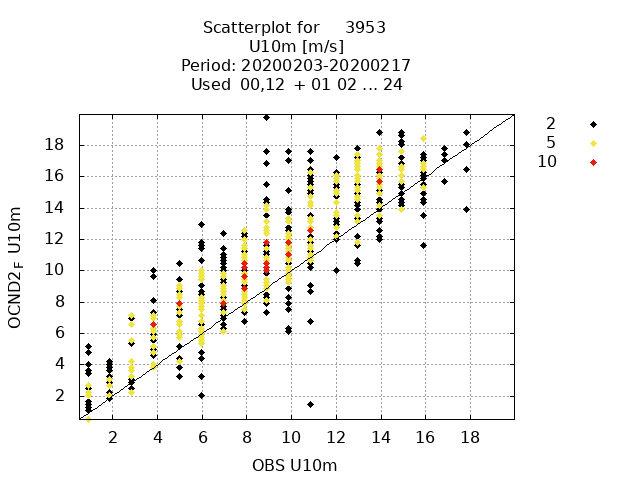 Scatterplot for 3953
U10m [m/s]
Period: 20200203-20200217
Used 00,12 + 01 02 ... 24
2
5
10
18
16
14
12
10
8
6
4
2
OCND2_F U10m
2 4 6 8 10 12 14 16 18
OBS U10m